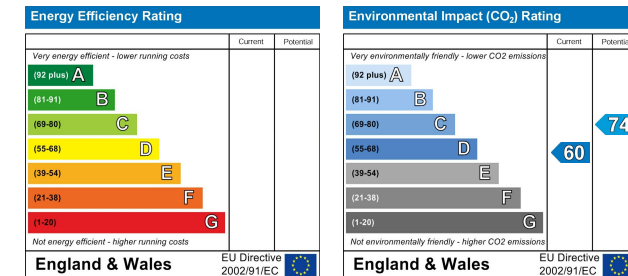 Energy Efficiency Rating
Current Potential
Very energy efficient - lower running costs
(92 plus) A
(81-91) B
(69-80) C
(55-68) D
(39-54) E
(21-38) F
(1-20) G
Not energy efficient - higher running costs
England & Wales
EU Directive
2002/91/EC
Environmental Impact (CO₂) Rating
Current Potential
Very environmentally friendly - lower CO2 emissions
(92 plus) A
(81-91) B
(69-80) C
74
(55-68) D
60
(39-54) E
(21-38) F
(1-20) G
Not environmentally friendly - higher CO2 emissions
England & Wales
EU Directive
2002/91/EC